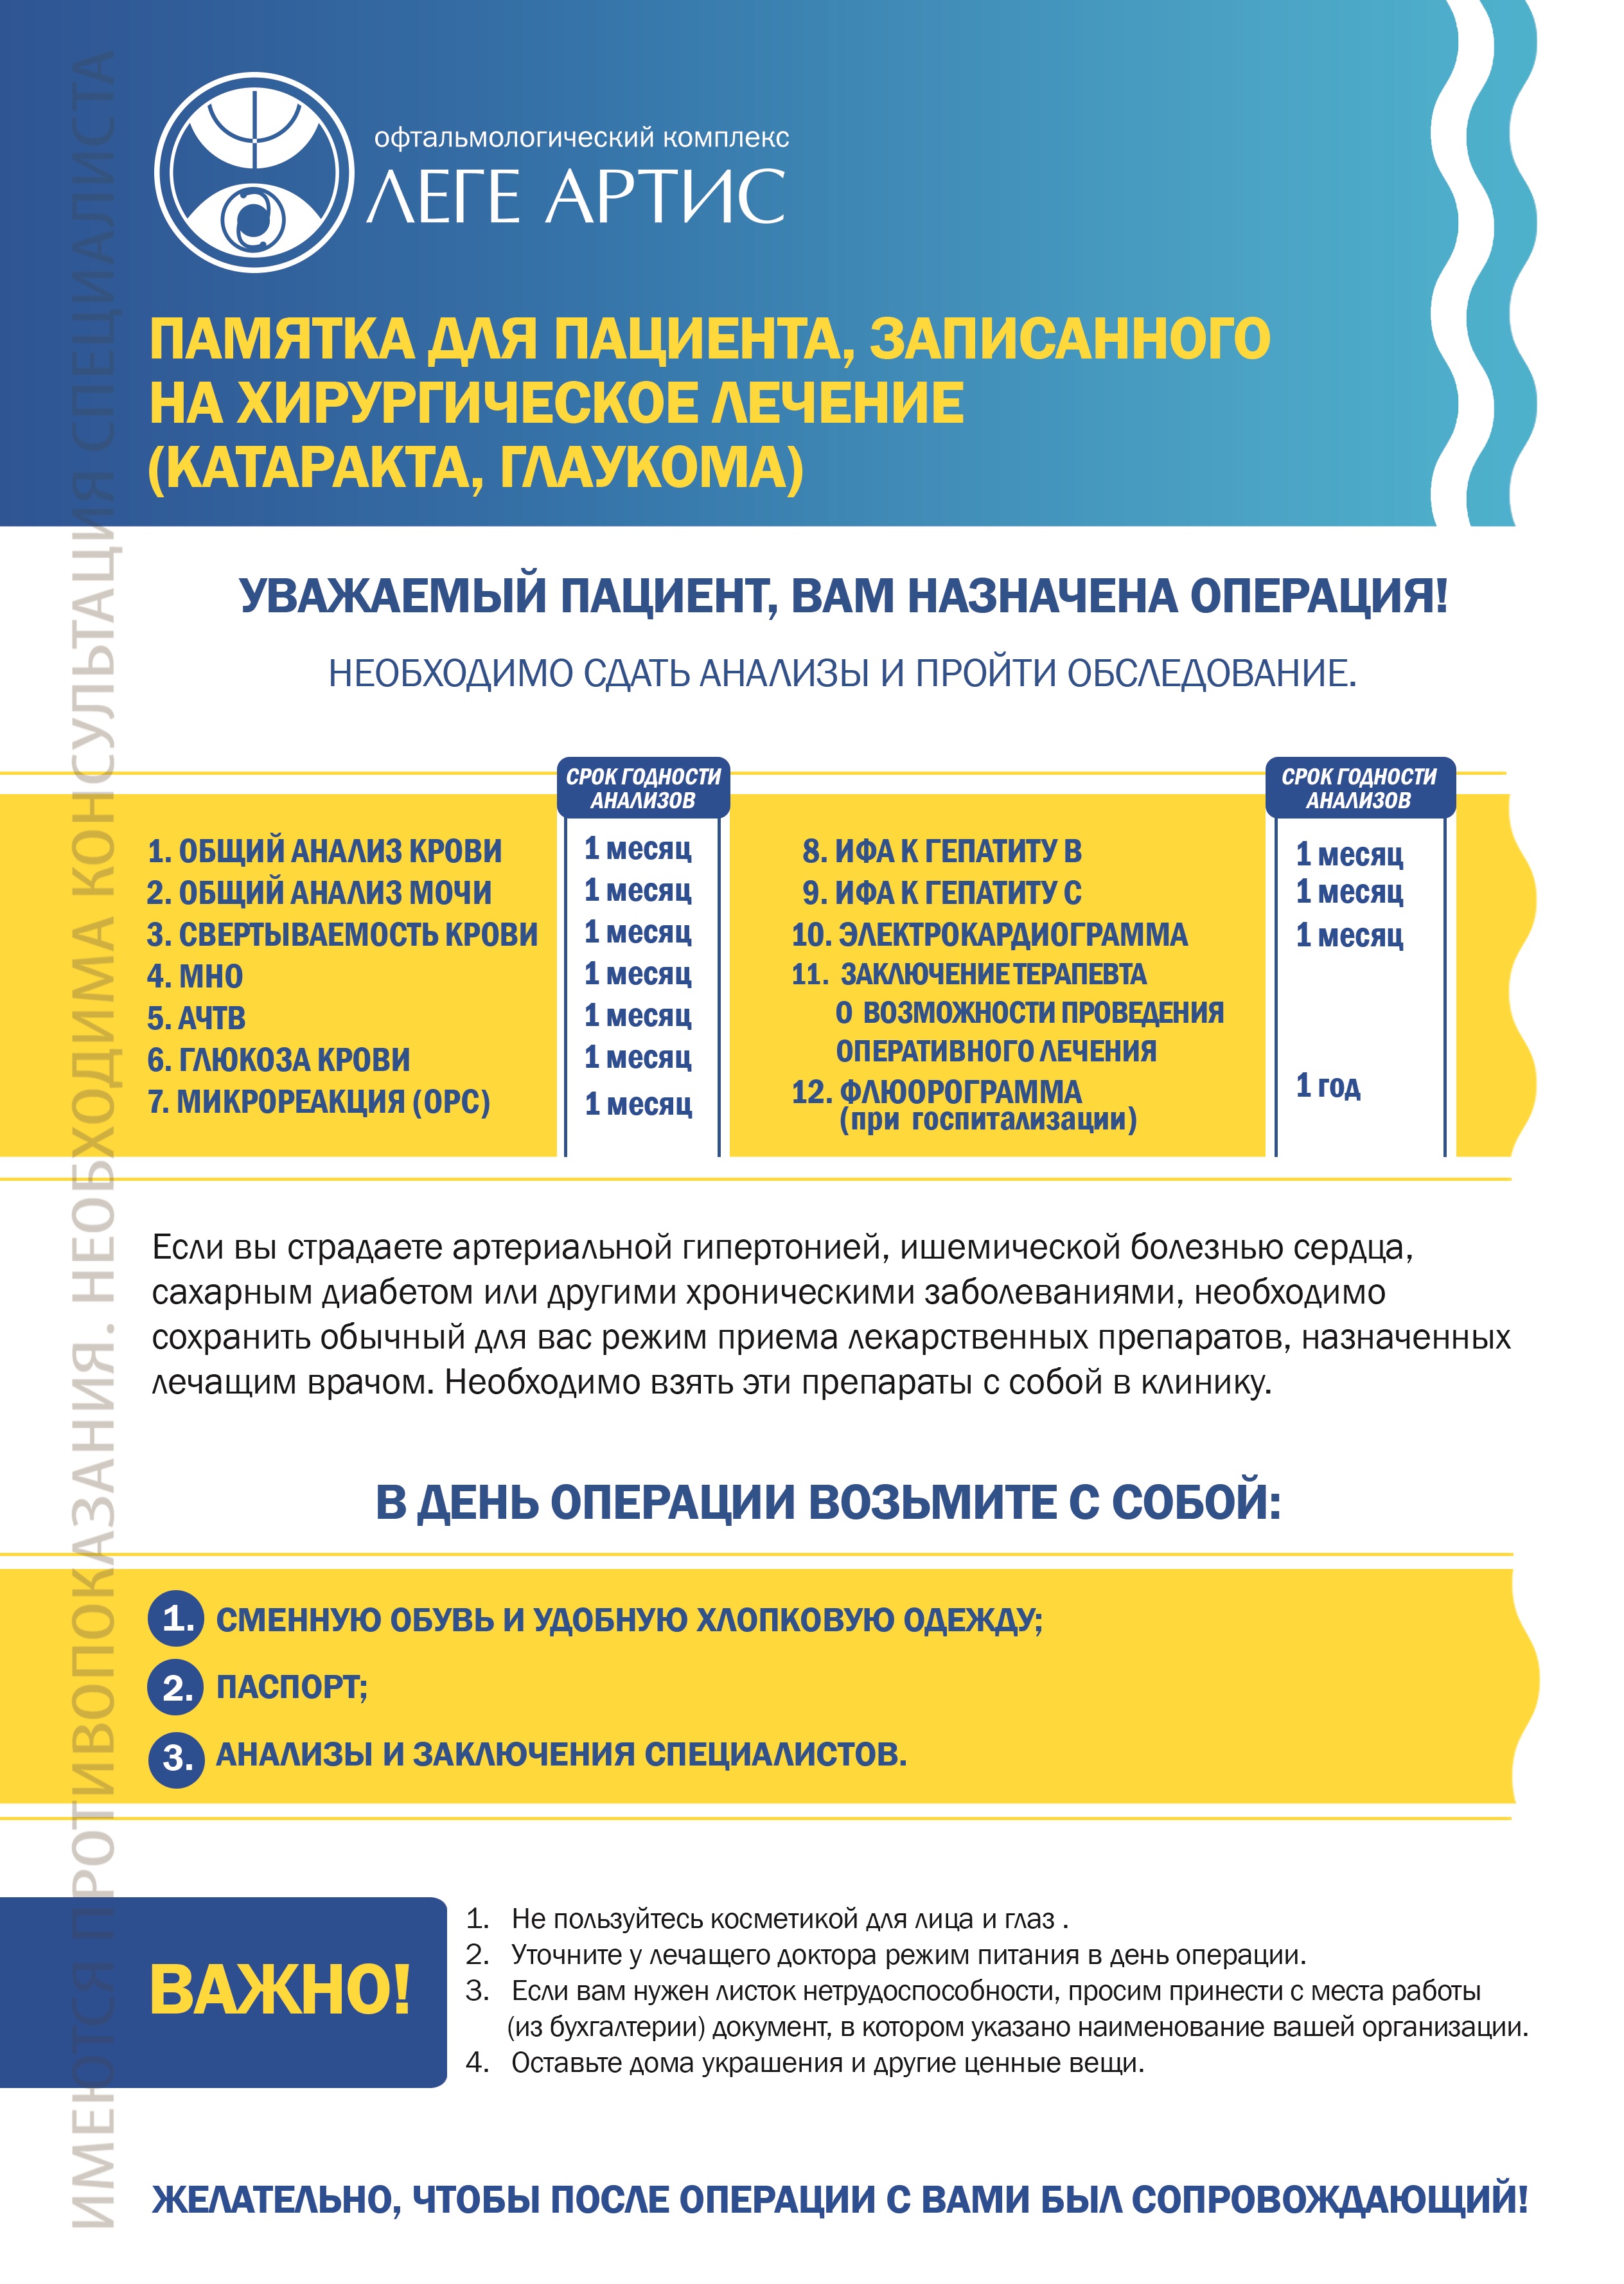 офтальмологический комплекс
ЛЕГЕ АРТИС
ПАМЯТКА ДЛЯ ПАЦИЕНТА, ЗАПИСАННОГО
НА ХИРУРГИЧЕСКОЕ ЛЕЧЕНИЕ
(КАТАРАКТА, ГЛАУКОМА)
УВАЖАЕМЫЙ ПАЦИЕНТ, ВАМ НАЗНАЧЕНА ОПЕРАЦИЯ!
НЕОБХОДИМО СДАТЬ АНАЛИЗЫ И ПРОЙТИ ОБСЛЕДОВАНИЕ.
СРОК ГОДНОСТИ
АНАЛИЗОВ
1. ОБЩИЙ АНАЛИЗ КРОВИ 1 месяц
2. ОБЩИЙ АНАЛИЗ МОЧИ 1 месяц
3. СВЕРТЫВАЕМОСТЬ КРОВИ 1 месяц
4. МНО 1 месяц
5. АЧТВ 1 месяц
6. ГЛЮКОЗА КРОВИ 1 месяц
7. МИКРОРЕАКЦИЯ (ОРС) 1 месяц
СРОК ГОДНОСТИ
АНАЛИЗОВ
8. ИФА К ГЕПАТИТУ В 1 месяц
9. ИФА К ГЕПАТИТУ С 1 месяц
10. ЭЛЕКТРОКАРДИОГРАММА 1 месяц
11. ЗАКЛЮЧЕНИЕ ТЕРАПЕВТА
О ВОЗМОЖНОСТИ ПРОВЕДЕНИЯ
ОПЕРАТИВНОГО ЛЕЧЕНИЯ
12. ФЛЮОРОГРАММА 1 год
(при госпитализации)
Если вы страдаете артериальной гипертонией, ишемической болезнью сердца,
сахарным диабетом или другими хроническими заболеваниями, необходимо
сохранить обычный для вас режим приема лекарственных препаратов, назначенных
лечащим врачом. Необходимо взять эти препараты с собой в клинику.
В ДЕНЬ ОПЕРАЦИИ ВОЗЬМИТЕ С СОБОЙ:
1. СМЕННУЮ ОБУВЬ И УДОБНУЮ ХЛОПКОВУЮ ОДЕЖДУ;
2. ПАСПОРТ;
3. АНАЛИЗЫ И ЗАКЛЮЧЕНИЯ СПЕЦИАЛИСТОВ.
ВАЖНО!
1. Не пользуйтесь косметикой для лица и глаз .
2. Уточните у лечащего доктора режим питания в день операции.
3. Если вам нужен листок нетрудоспособности, просим принести с места работы
(из бухгалтерии) документ, в котором указано наименование вашей организации.
4. Оставьте дома украшения и другие ценные вещи.
ЖЕЛАТЕЛЬНО, ЧТОБЫ ПОСЛЕ ОПЕРАЦИИ С ВАМИ БЫЛ СОПРОВОЖДАЮЩИЙ!
ИМЕЮТСЯ ПРОТИВОПОКАЗАНИЯ. НЕОБХОДИМА КОНСУЛЬТАЦИЯ СПЕЦИАЛИСТА